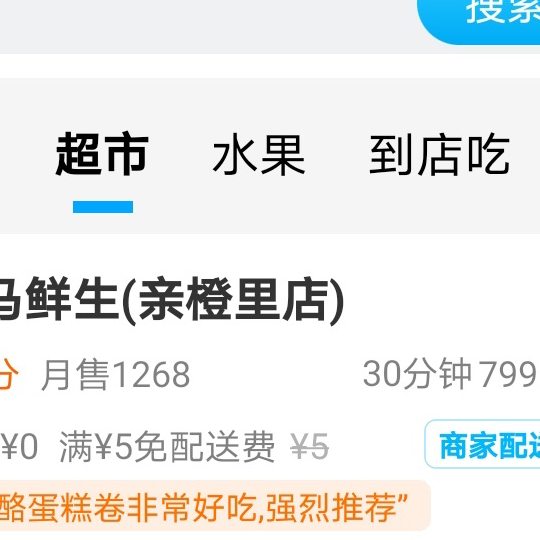 搜索
超市 水果 到店吃
马鲜生(亲橙里店)
分 月售1268 30分钟 799
¥0 满¥5免配送费 ¥5 商家配送
酪蛋糕卷非常好吃,强烈推荐”